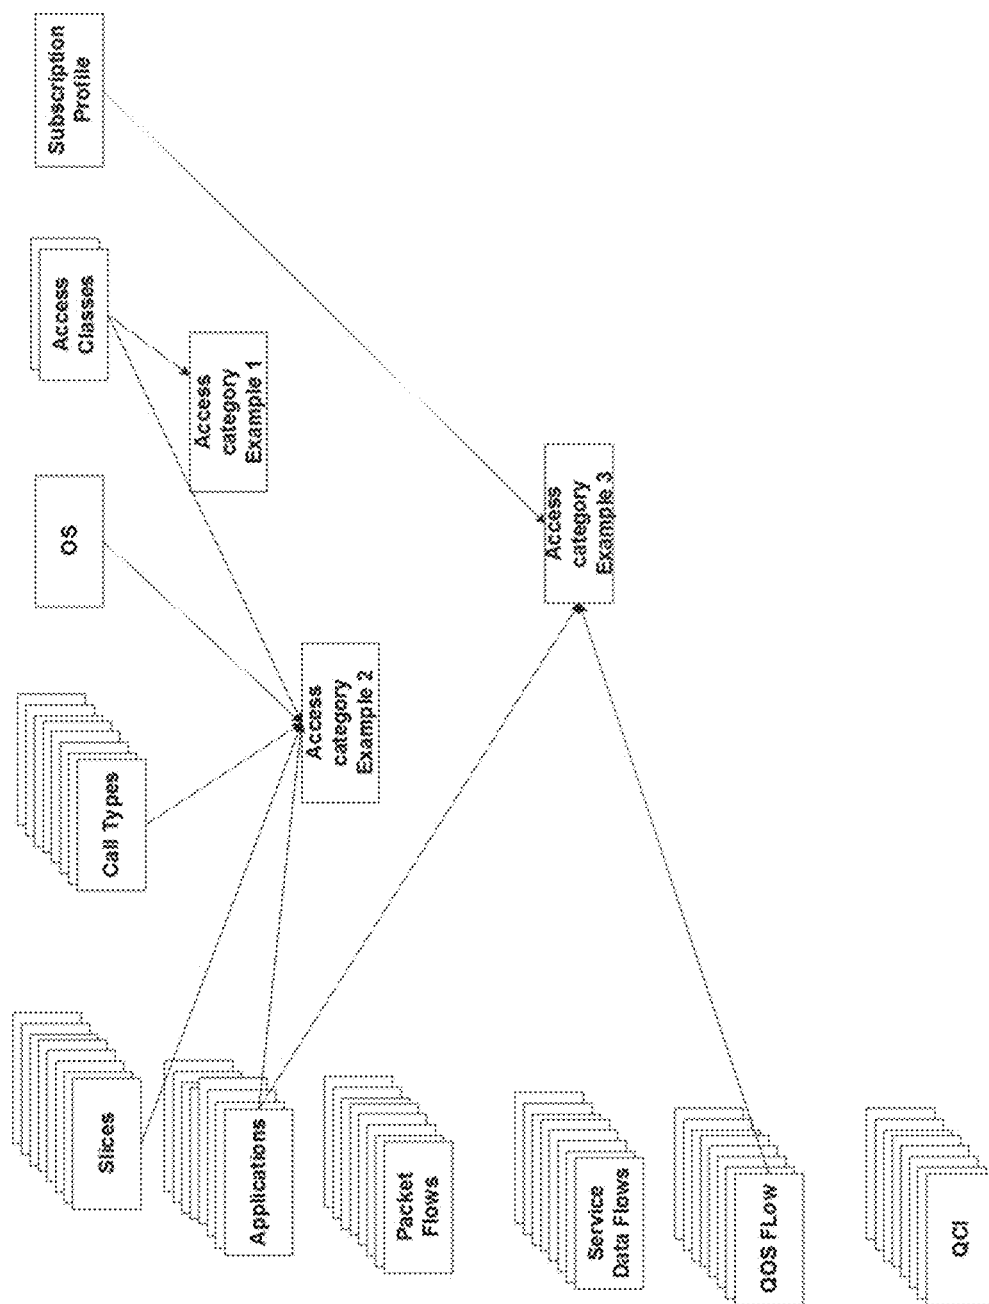 Slices
Call Types
OS
Access
Classes
Subscription
Profile
Applications
Access
category
Example 1
Access
category
Example 2
Packet
Flows
Service
Data Flows
Access
category
Example 3
QOS FLow
QCI